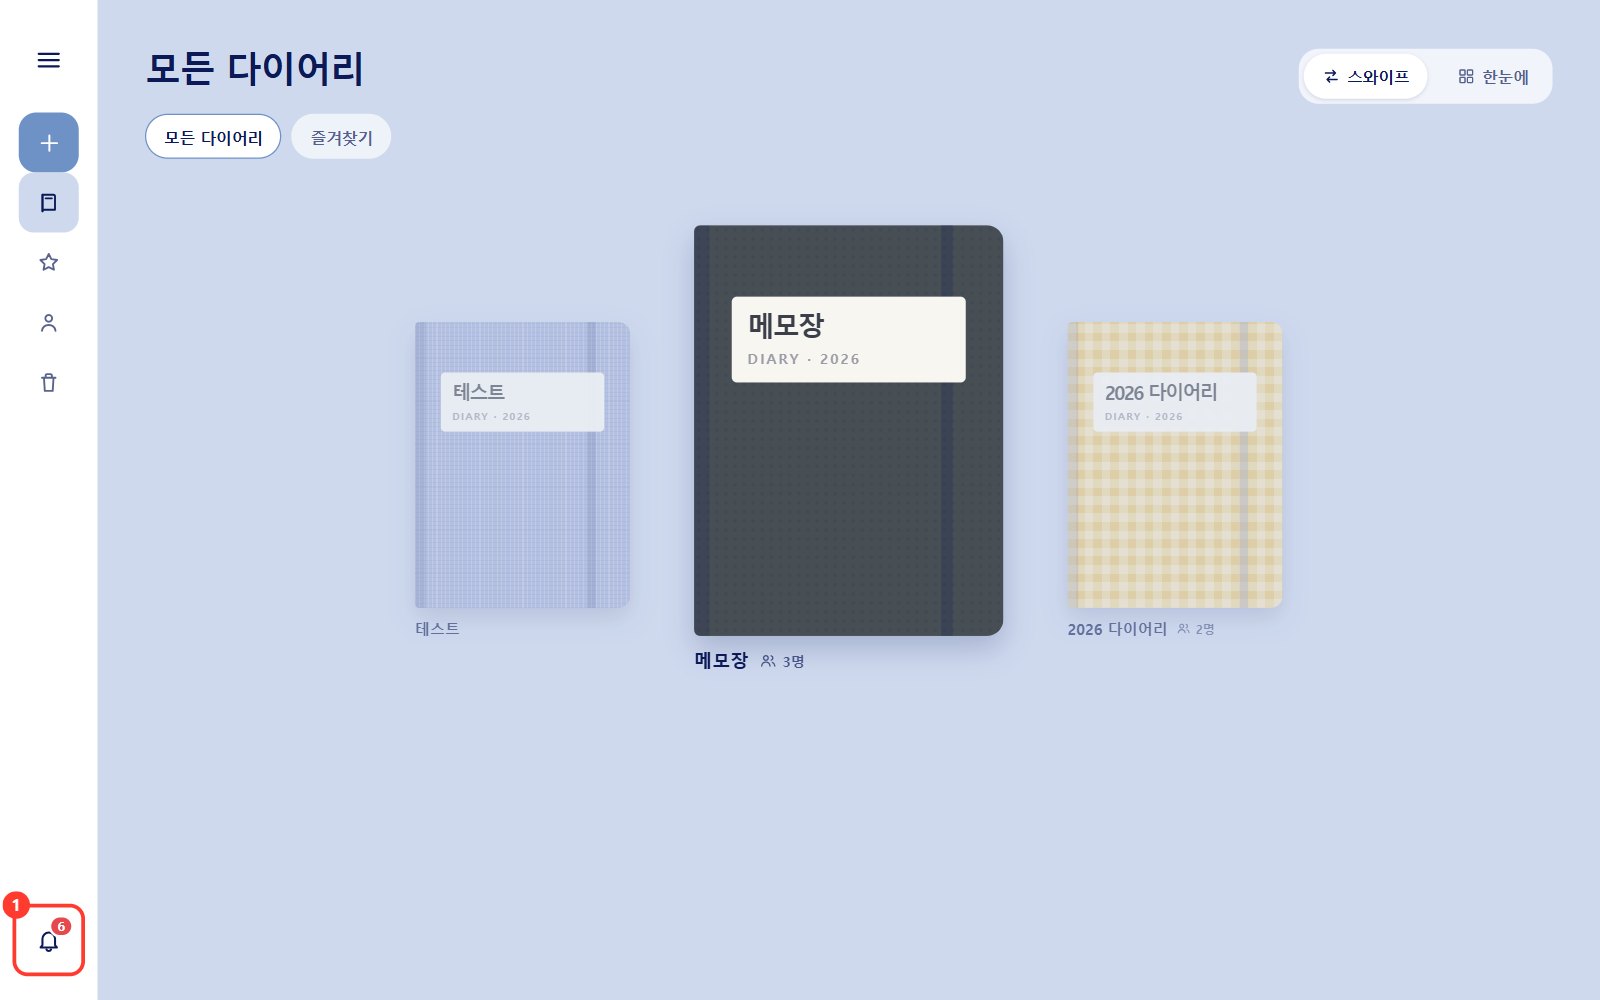 모든 다이어리
스와이프
한눈에
모든 다이어리
즐겨찾기
테스트
DIARY · 2026
테스트
메모장
DIARY · 2026
메모장
3명
2026 다이어리
DIARY · 2026
2026 다이어리
2명
1
6